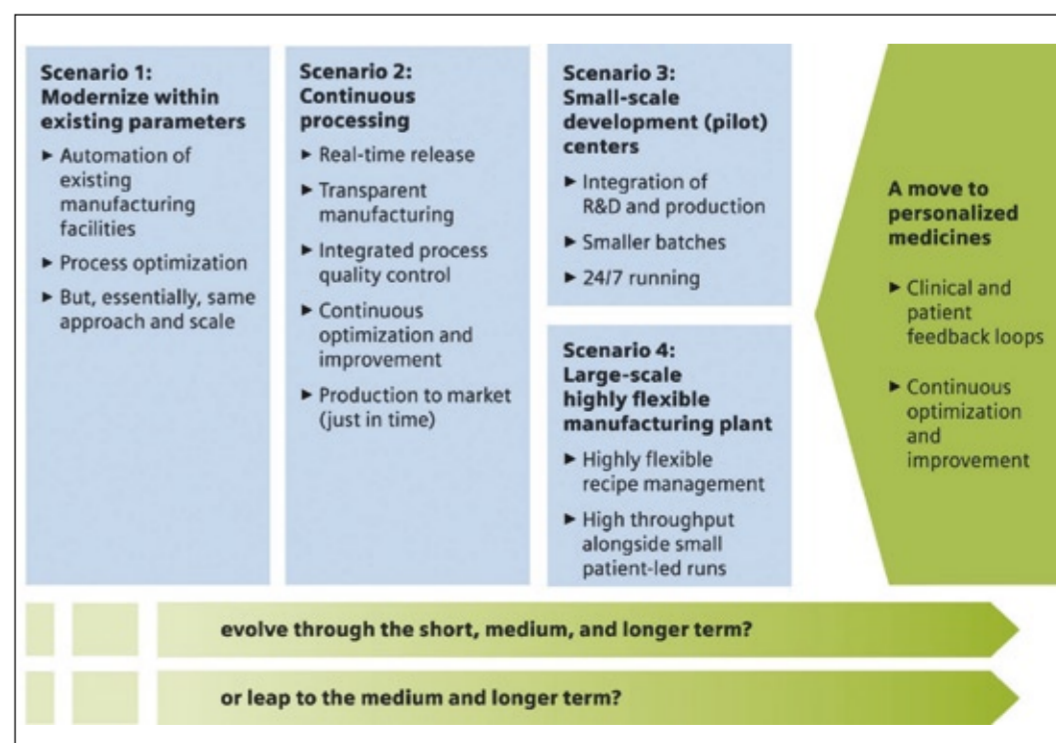 Scenario 1:
Modernize within
existing parameters
► Automation of
existing
manufacturing
facilities
► Process optimization
► But, essentially, same
approach and scale
Scenario 2:
Continuous
processing
► Real-time release
► Transparent
manufacturing
► Integrated process
quality control
► Continuous
optimization and
improvement
► Production to market
(just in time)
Scenario 3:
Small-scale
development (pilot)
centers
► Integration of
R&D and production
► Smaller batches
► 24/7 running
Scenario 4:
Large-scale
highly flexible
manufacturing plant
► Highly flexible
recipe management
► High throughput
alongside small
patient-led runs
A move to
personalized
medicines
► Clinical and
patient
feedback loops
► Continuous
optimization
and
improvement
evolve through the short, medium, and longer term?
or leap to the medium and longer term?